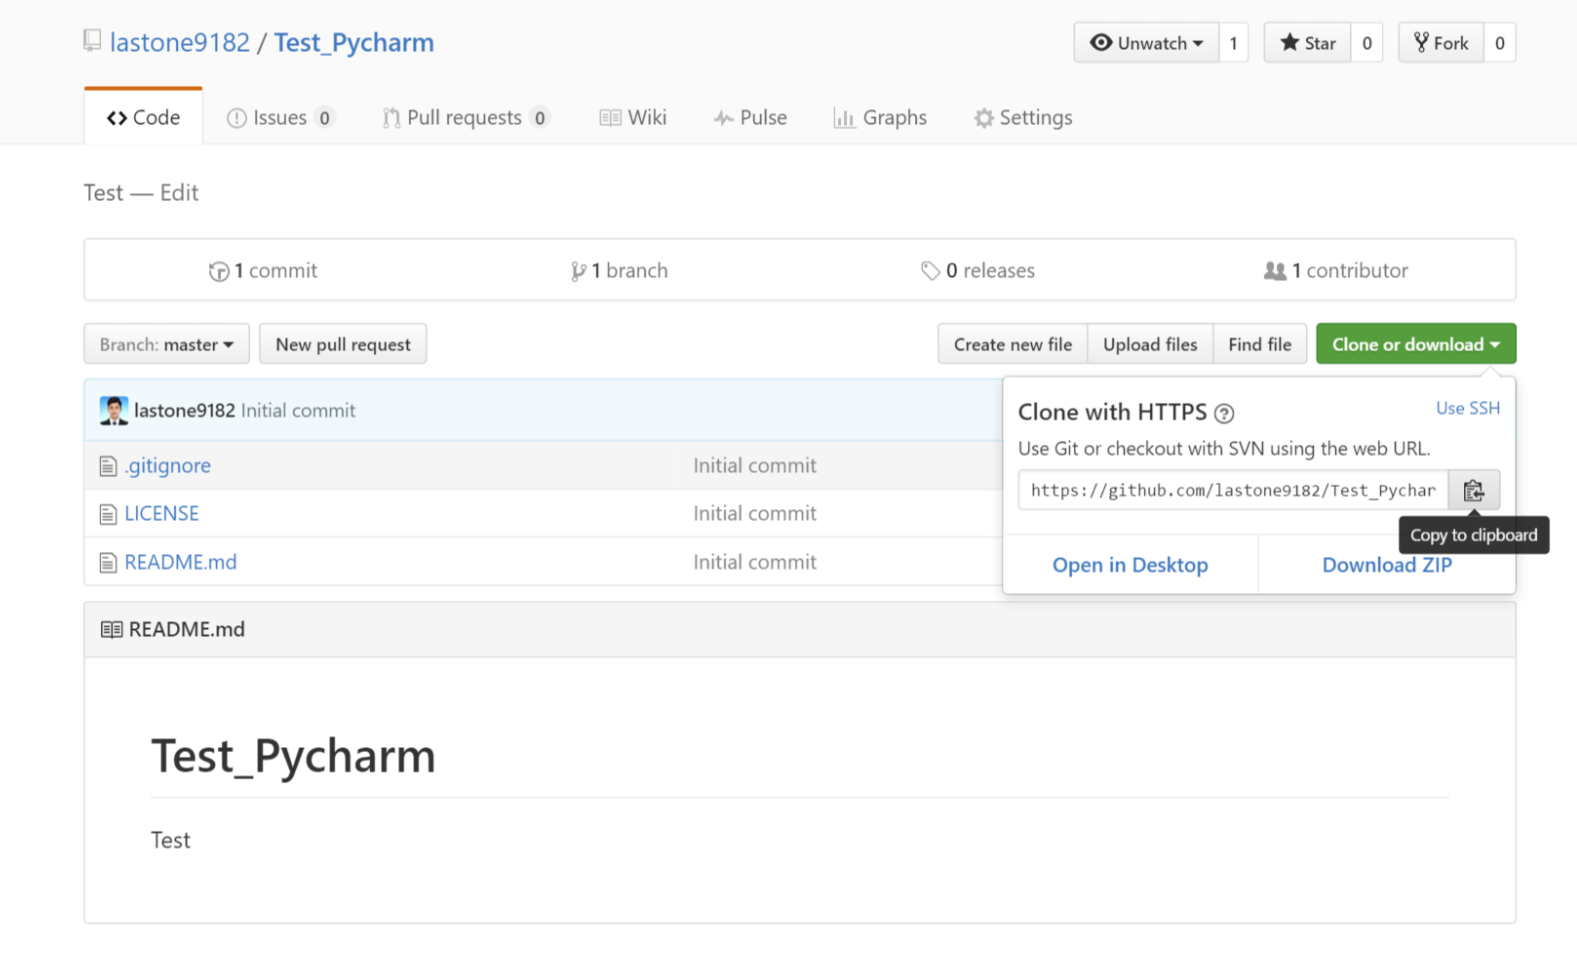 lastone9182 / Test_Pycharm
Unwatch 1 Star 0 Fork 0
Code Issues 0 Pull requests 0 Wiki Pulse Graphs Settings
Test — Edit
1 commit 1 branch 0 releases 1 contributor
Branch: master New pull request Create new file Upload files Find file Clone or download
lastone9182 Initial commit
.gitignore Initial commit
LICENSE Initial commit
README.md Initial commit
Clone with HTTPS ? Use SSH
Use Git or checkout with SVN using the web URL.
https://github.com/lastone9182/Test_Pychar
Copy to clipboard
Open in Desktop Download ZIP
README.md
Test_Pycharm
Test